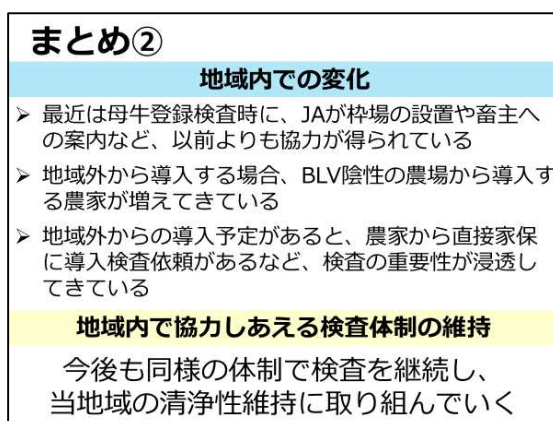 まとめ②
地域内での変化
➢ 最近は母牛登録検査時に、JAが枠場の設置や畜主へ
の案内など、以前よりも協力が得られている
➢ 地域外から導入する場合、BLV陰性の農場から導入す
る農家が増えてきている
➢ 地域外からの導入予定があると、農家から直接家保
に導入検査依頼があるなど、検査の重要性が浸透し
てきている
地域内で協力しあえる検査体制の維持
今後も同様の体制で検査を継続し、
当地域の清浄性維持に取り組んでいく